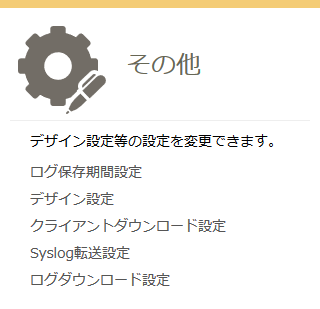 その他
デザイン設定等の設定を変更できます。
ログ保存期間設定
デザイン設定
クライアントダウンロード設定
Syslog転送設定
ログダウンロード設定